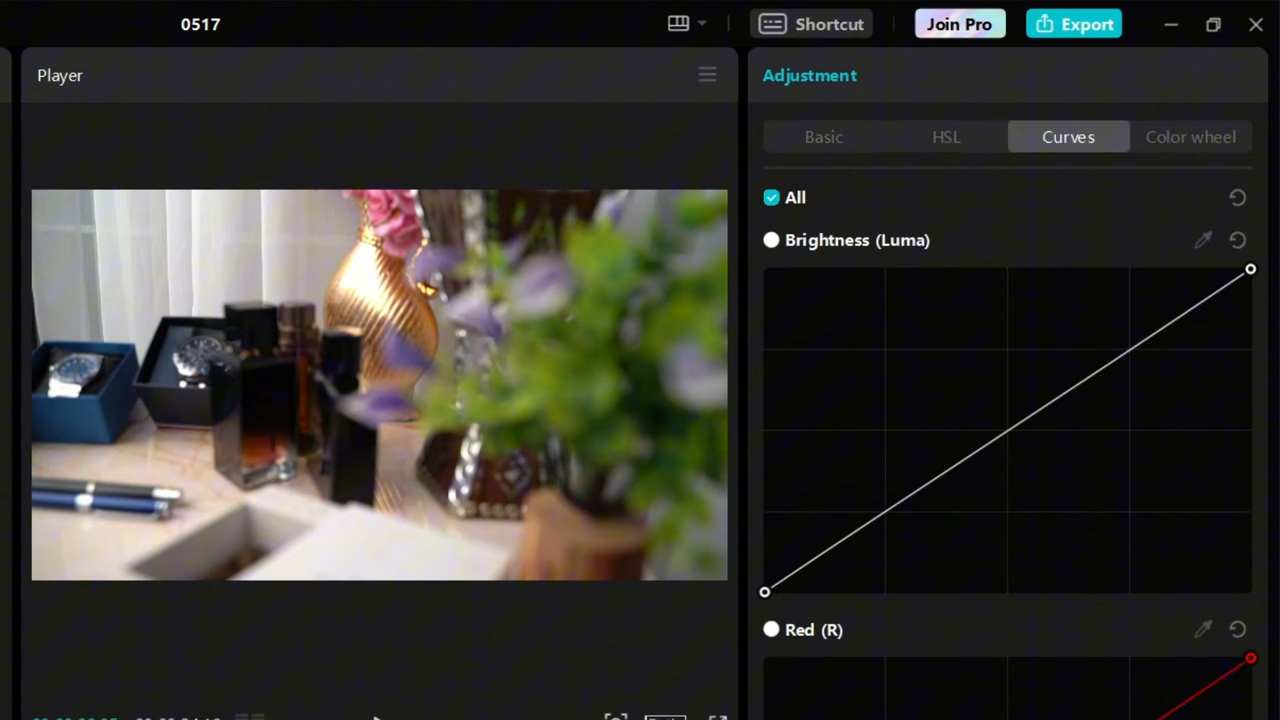 0517
Shortcut
Join Pro
Export
Player
Adjustment
Basic
HSL
Curves
Color wheel
All
Brightness (Luma)
Red (R)